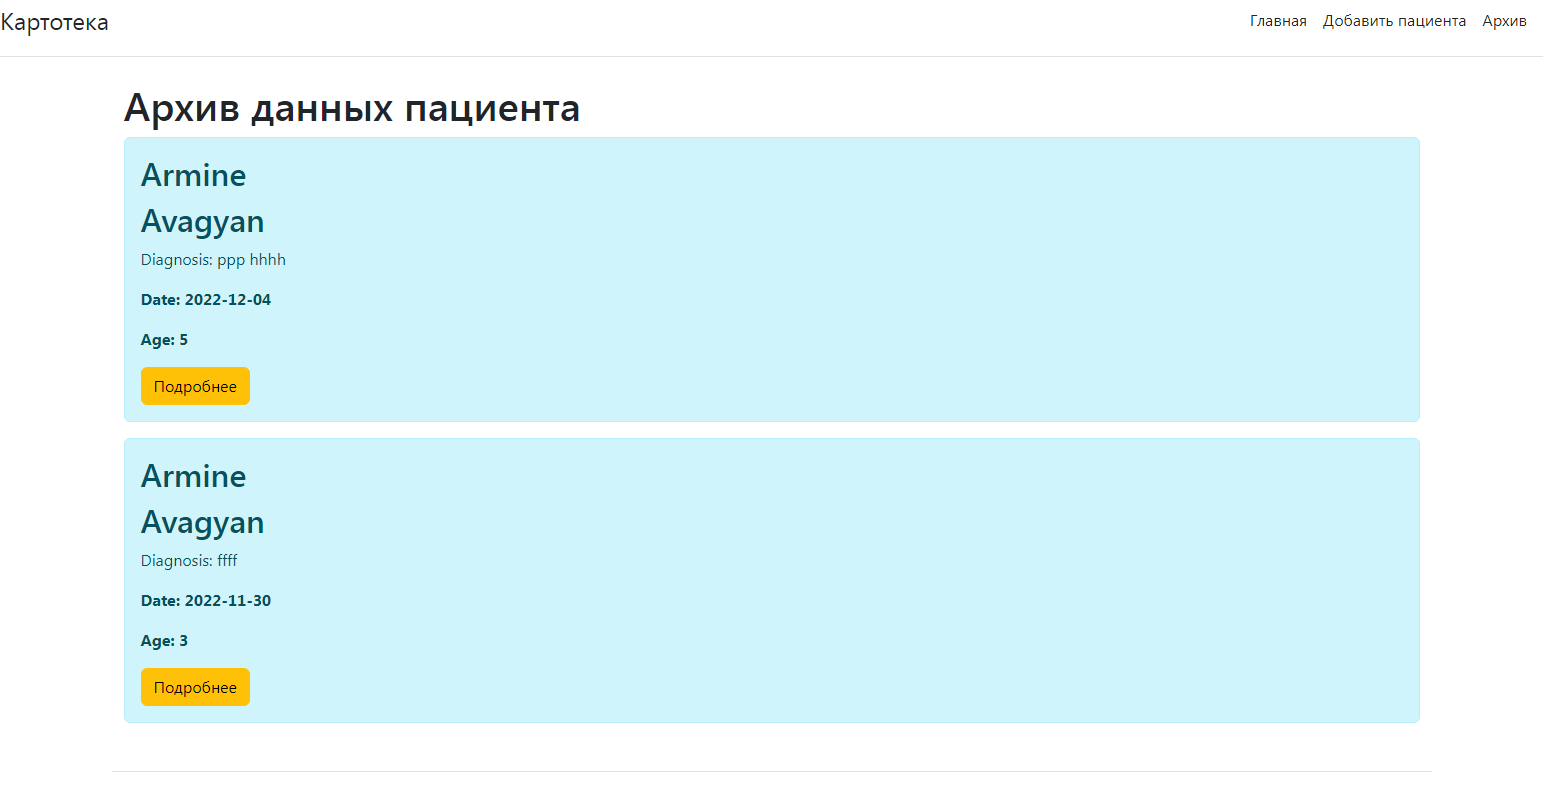 Картотека
Главная Добавить пациента Архив
Архив данных пациента
Armine
Avagyan
Diagnosis: ppp hhhh
Date: 2022-12-04
Age: 5
Подробнее
Armine
Avagyan
Diagnosis: ffff
Date: 2022-11-30
Age: 3
Подробнее